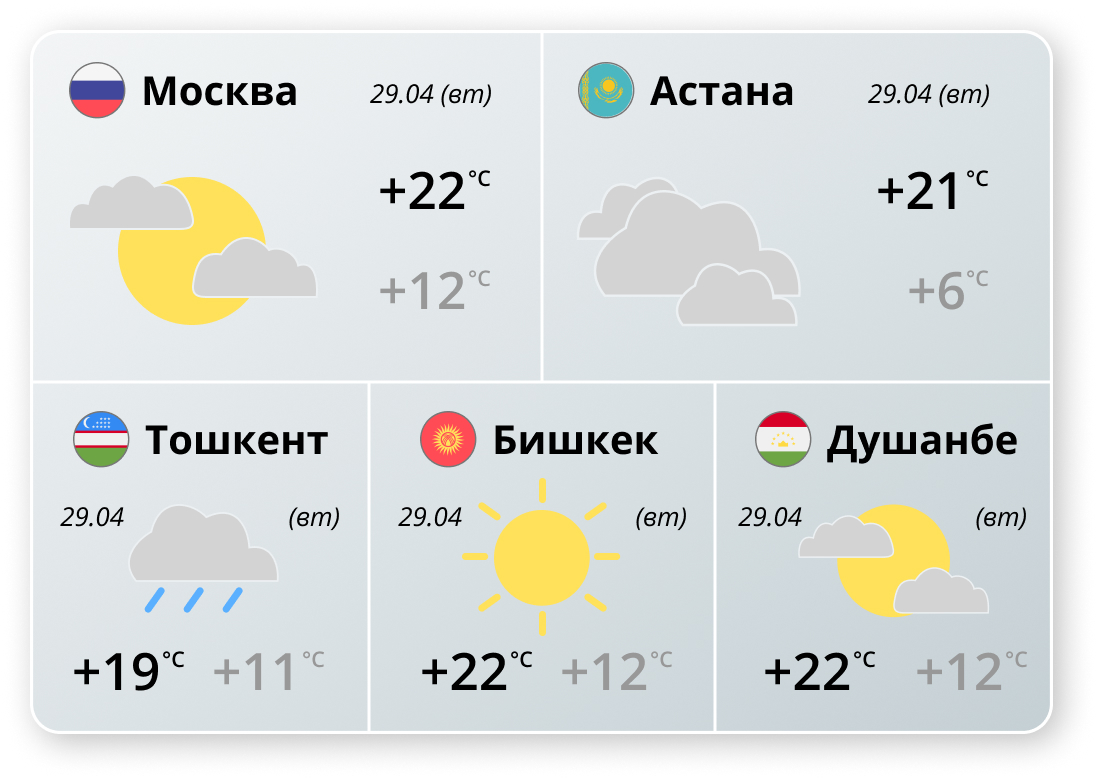 Москва 29.04 (вт)
+22°C
+12°C
Астана 29.04 (вт)
+21°C
+6°C
Тошкент
29.04 (вт)
+19°C +11°C
Бишкек
29.04 (вт)
+22°C +12°C
Душанбе
29.04 (вт)
+22°C +12°C